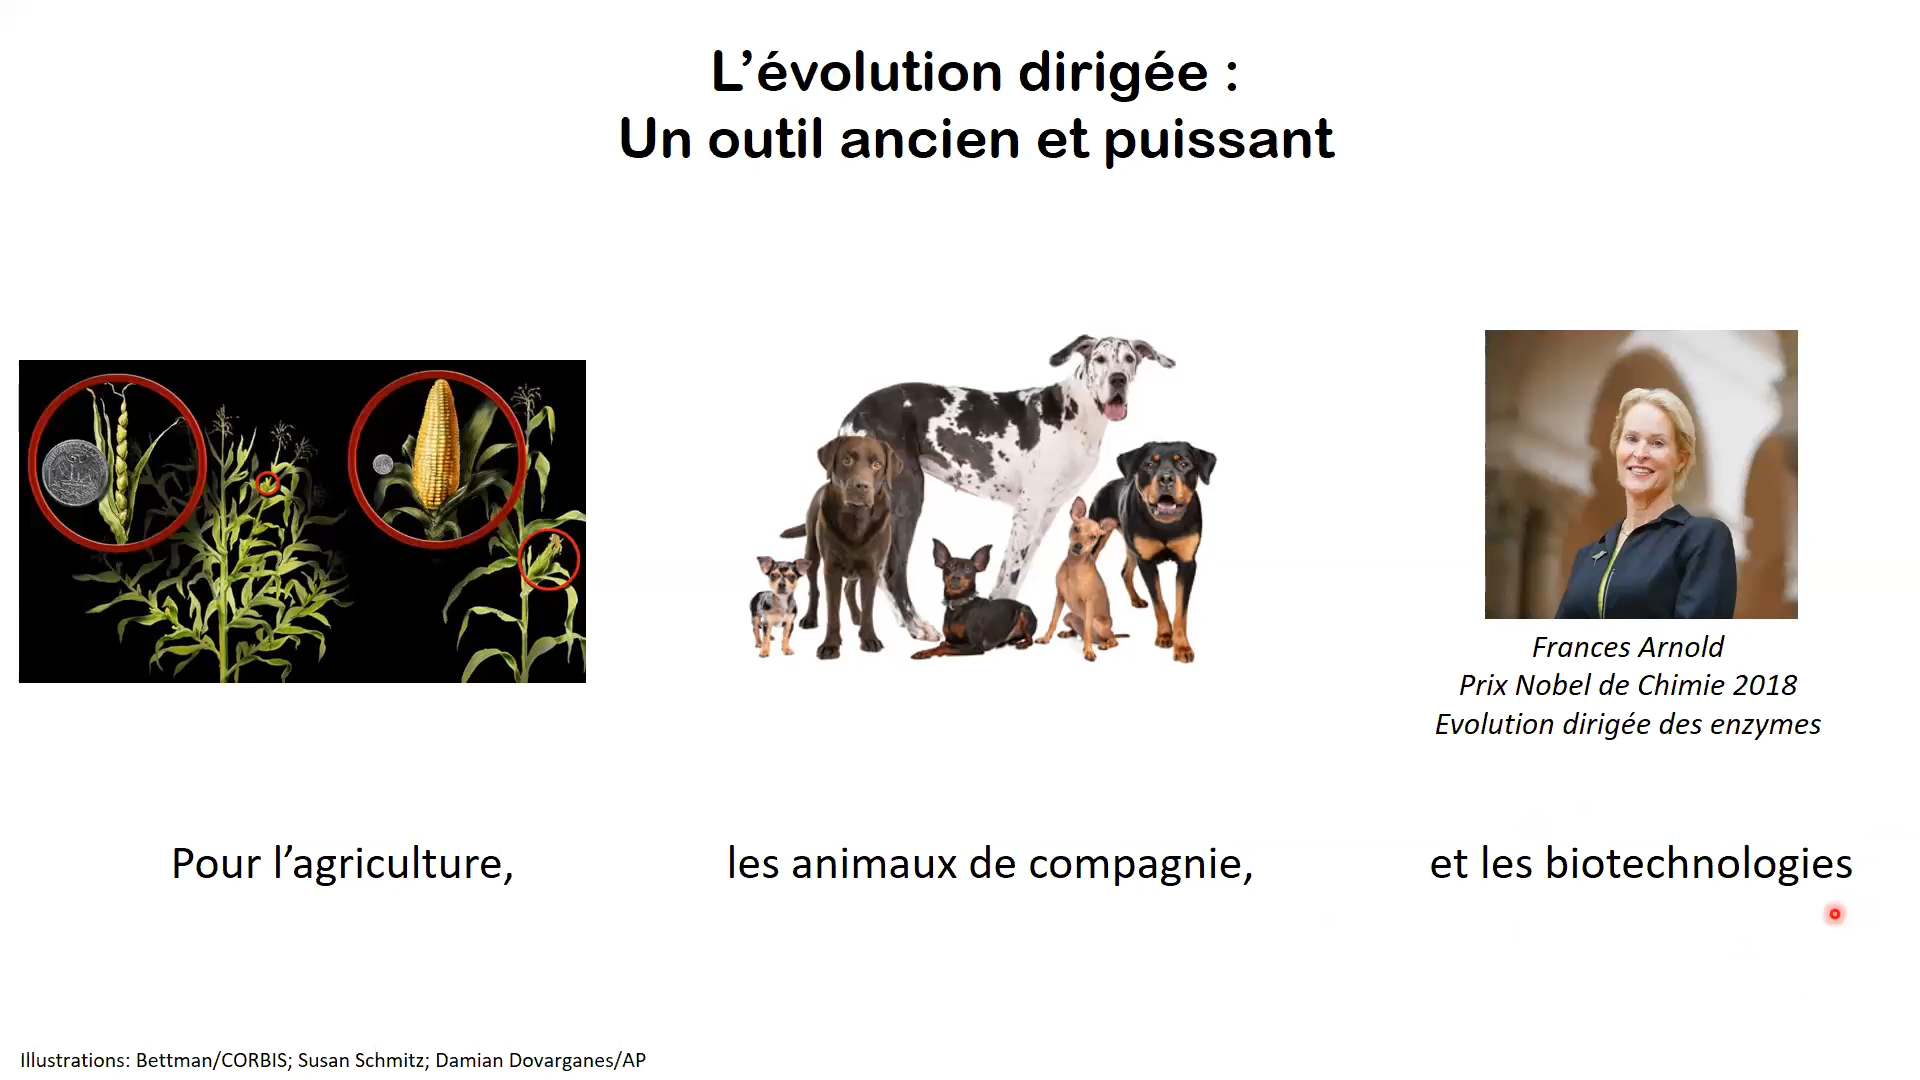 L’évolution dirigée :
Un outil ancien et puissant
Frances Arnold
Prix Nobel de Chimie 2018
Evolution dirigée des enzymes
Pour l’agriculture,
les animaux de compagnie,
et les biotechnologies
Illustrations: Bettman/CORBIS; Susan Schmitz; Damian Dovarganes/AP